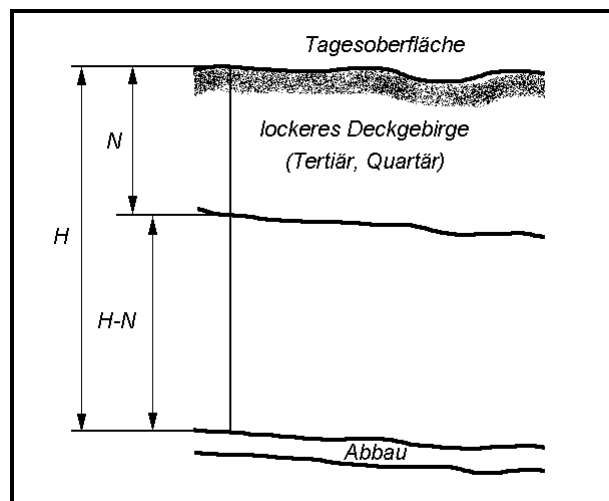 Tagesoberfläche
lockeres Deckgebirge
(Tertiär, Quartär)
N
H
H-N
Abbau